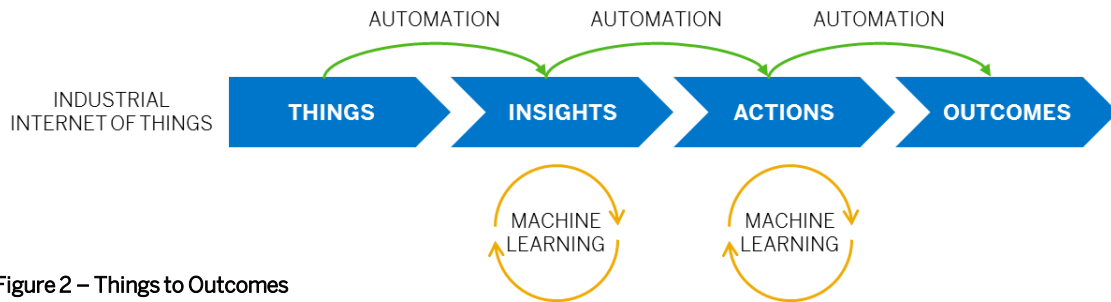 AUTOMATION AUTOMATION AUTOMATION
INDUSTRIAL
INTERNET OF THINGS
THINGS INSIGHTS ACTIONS OUTCOMES
MACHINE
LEARNING
MACHINE
LEARNING
Figure 2 – Things to Outcomes